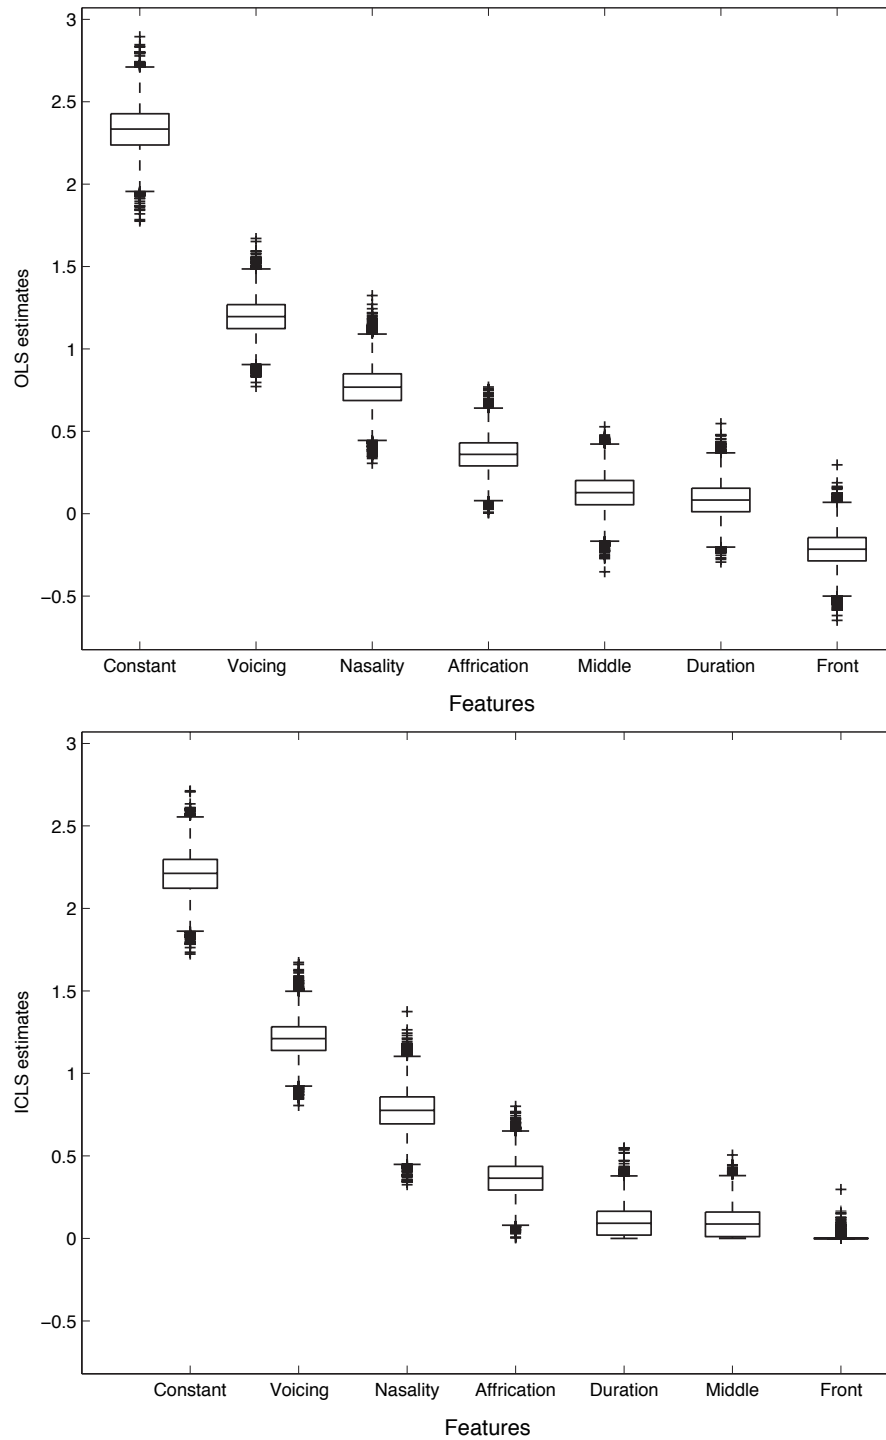 3
2.5
2
1.5
1
0.5
0
−0.5
OLS estimates
Constant Voicing Nasality Affrication Middle Duration Front
Features
3
2.5
2
1.5
1
0.5
0
−0.5
ICLS estimates
Constant Voicing Nasality Affrication Duration Middle Front
Features